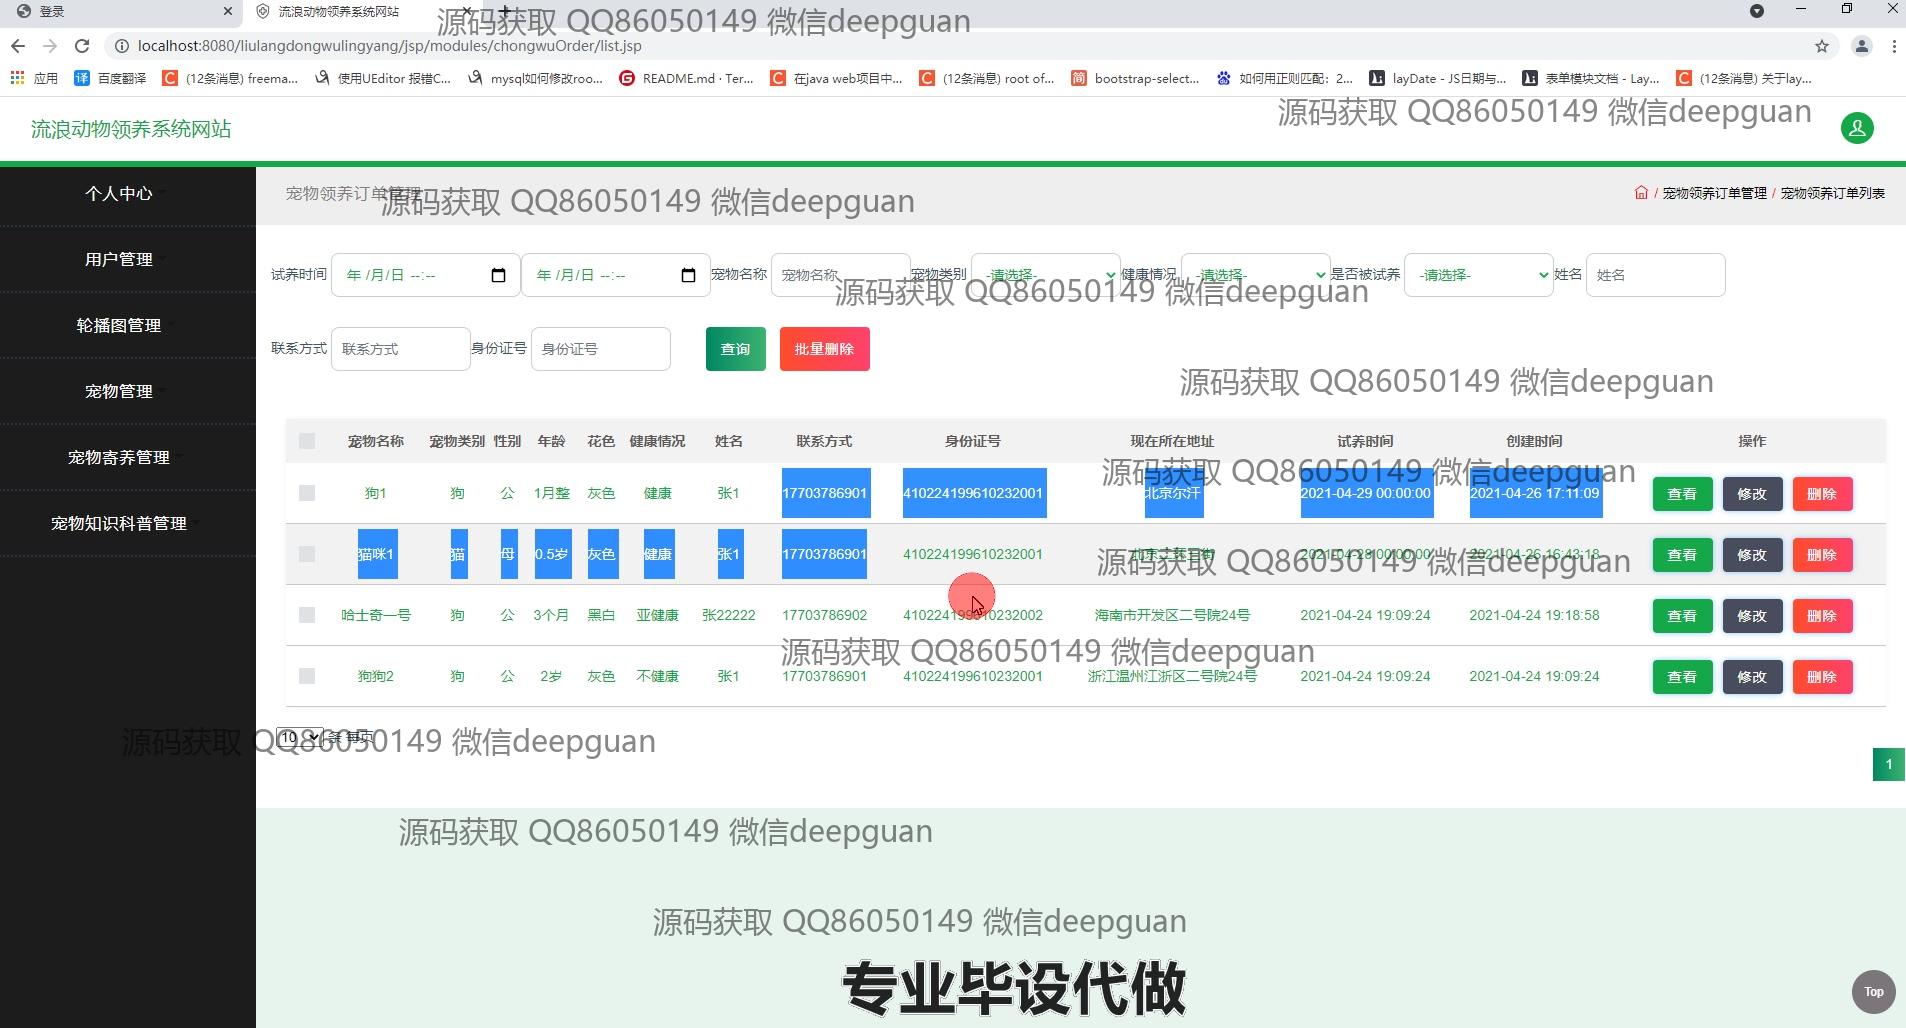 登录
流浪动物领养系统网站
源码获取 QQ86050149 微信deepguan
localhost:8080/liulangdongwulingyang/jsp/modules/chongwuOrder/list.jsp
应用 百度翻译 (12条消息) freema... 使用UEditor 报错C... mysql如何修改roo... README.md · Ter... 在java web项目中... (12条消息) root of... bootstrap-select... 如何用正则匹配：2... layDate - JS日期与... 表单模块文档 - Lay... (12条消息) 关于lay...
源码获取 QQ86050149 微信deepguan
流浪动物领养系统网站
个人中心
宠物领养订单管理
源码获取 QQ86050149 微信deepguan
/ 宠物领养订单管理 / 宠物领养订单列表
用户管理
试养时间 年 /月/日 --:-- 年 /月/日 --:-- 宠物名称 宠物名称 宠物类别 -请选择- 健康情况 -请选择- 是否被试养 -请选择- 姓名 姓名
源码获取 QQ86050149 微信deepguan
轮播图管理
联系方式 联系方式 身份证号 身份证号 查询 批量删除
源码获取 QQ86050149 微信deepguan
宠物管理
宠物名称 宠物类别 性别 年龄 花色 健康情况 姓名 联系方式 身份证号 现在所在地址 试养时间 创建时间 操作
宠物寄养管理
源码获取 QQ86050149 微信deepguan
狗1 狗 公 1月整 灰色 健康 张1 17703786901 410224199610232001 北京尔汗 2021-04-29 00:00:00 2021-04-26 17:11:09 查看 修改 删除
宠物知识科普管理
猫咪1 猫 母 0.5岁 灰色 健康 张1 17703786901 410224199610232001 2021-04-28 00:00:00 2021-04-26 16:43:18 查看 修改 删除
源码获取 QQ86050149 微信deepguan
哈士奇一号 狗 公 3个月 黑白 亚健康 张22222 17703786902 410224199610232002 海南市开发区二号院24号 2021-04-24 19:09:24 2021-04-24 19:18:58 查看 修改 删除
源码获取 QQ86050149 微信deepguan
狗狗2 狗 公 2岁 灰色 不健康 张1 17703786901 410224199610232001 浙江温州江浙区二号院24号 2021-04-24 19:09:24 2021-04-24 19:09:24 查看 修改 删除
10 条 每页
源码获取 QQ86050149 微信deepguan
1
源码获取 QQ86050149 微信deepguan
源码获取 QQ86050149 微信deepguan
专业毕设代做
Top